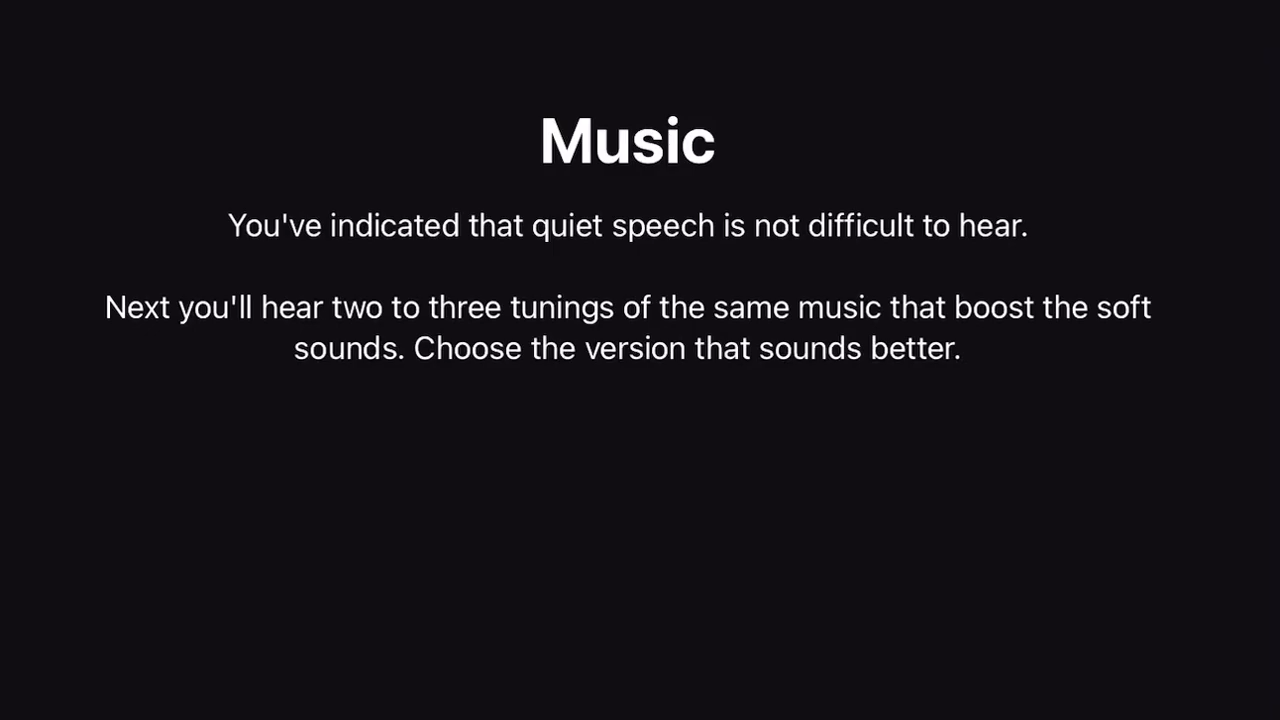 Music
You've indicated that quiet speech is not difficult to hear.
Next you'll hear two to three tunings of the same music that boost the soft
sounds. Choose the version that sounds better.